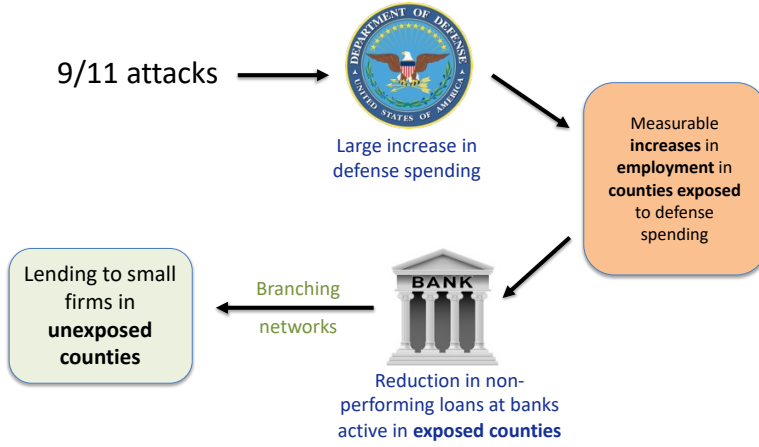 9/11 attacks
DEPARTMENT OF DEFENSE
UNITED STATES OF AMERICA
Large increase in
defense spending
Measurable
increases in
employment in
counties exposed
to defense
spending
BANK
Reduction in non-
performing loans at banks
active in exposed counties
Branching
networks
Lending to small
firms in
unexposed
counties